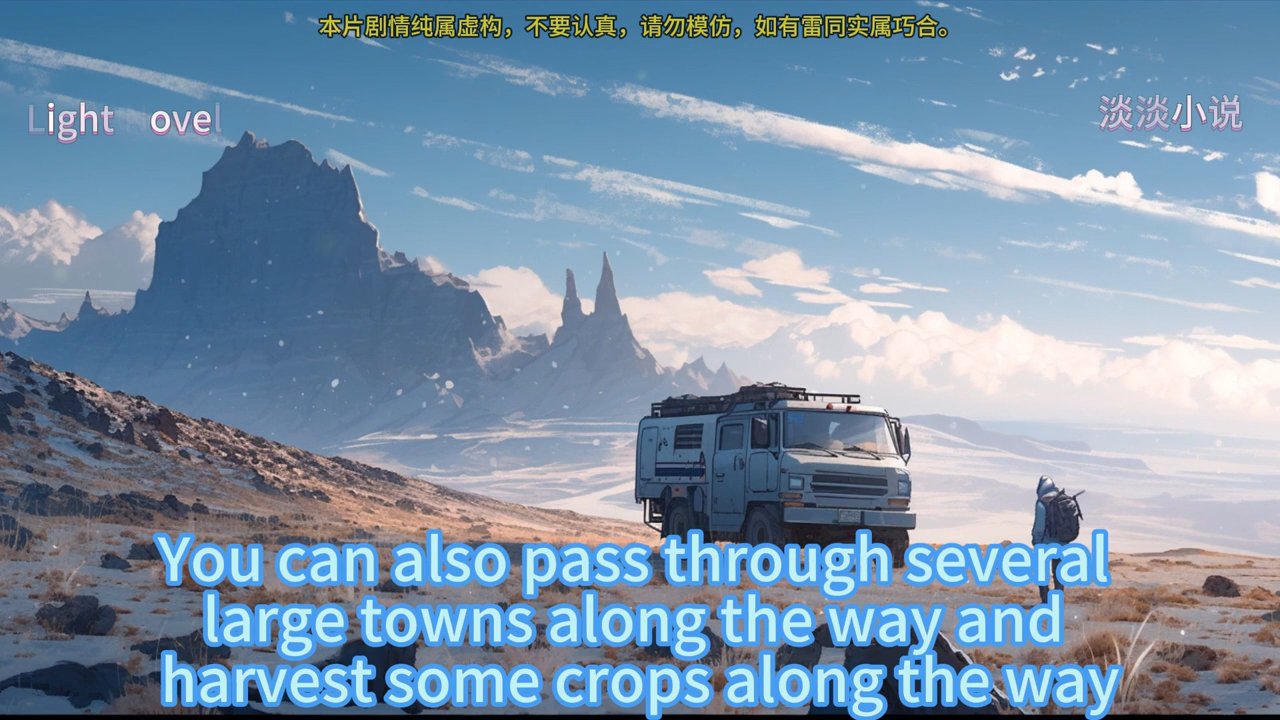 本片剧情纯属虚构，不要认真，请勿模仿，如有雷同实属巧合。
Light ovel
淡淡小说
You can also pass through several
large towns along the way and
harvest some crops along the way